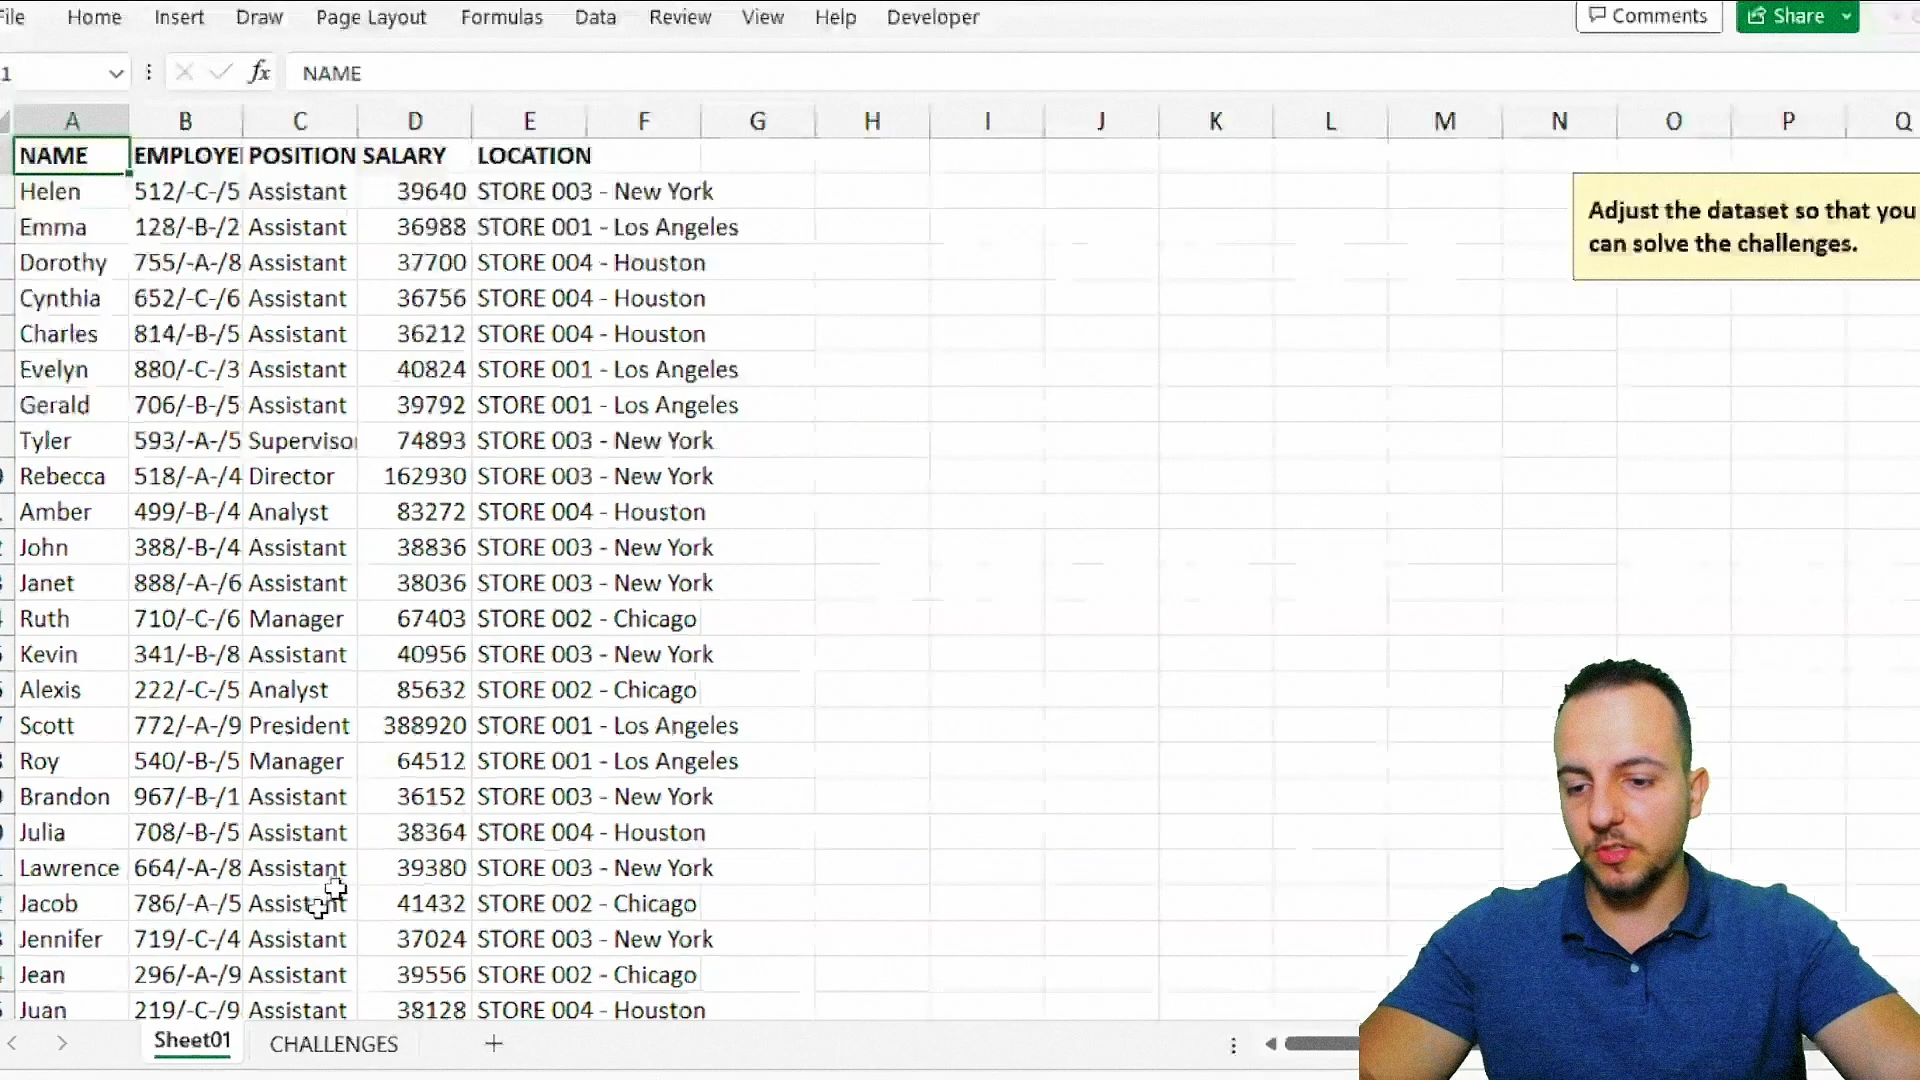 File Home Insert Draw Page Layout Formulas Data Review View Help Developer Comments Share
1 fx NAME
A B C D E F G H I J K L M N O P Q
NAME EMPLOYE POSITION SALARY LOCATION
Helen 512/-C-/5 Assistant 39640 STORE 003 - New York
Emma 128/-B-/2 Assistant 36988 STORE 001 - Los Angeles
Dorothy 755/-A-/8 Assistant 37700 STORE 004 - Houston
Cynthia 652/-C-/6 Assistant 36756 STORE 004 - Houston
Charles 814/-B-/5 Assistant 36212 STORE 004 - Houston
Evelyn 880/-C-/3 Assistant 40824 STORE 001 - Los Angeles
Gerald 706/-B-/5 Assistant 39792 STORE 001 - Los Angeles
Tyler 593/-A-/5 Supervisor 74893 STORE 003 - New York
Rebecca 518/-A-/4 Director 162930 STORE 003 - New York
Amber 499/-B-/4 Analyst 83272 STORE 004 - Houston
John 388/-B-/4 Assistant 38836 STORE 003 - New York
Janet 888/-A-/6 Assistant 38036 STORE 003 - New York
Ruth 710/-C-/6 Manager 67403 STORE 002 - Chicago
Kevin 341/-B-/8 Assistant 40956 STORE 003 - New York
Alexis 222/-C-/5 Analyst 85632 STORE 002 - Chicago
Scott 772/-A-/9 President 388920 STORE 001 - Los Angeles
Roy 540/-B-/5 Manager 64512 STORE 001 - Los Angeles
Brandon 967/-B-/1 Assistant 36152 STORE 003 - New York
Julia 708/-B-/5 Assistant 38364 STORE 004 - Houston
Lawrence 664/-A-/8 Assistant 39380 STORE 003 - New York
Jacob 786/-A-/5 Assistant 41432 STORE 002 - Chicago
Jennifer 719/-C-/4 Assistant 37024 STORE 003 - New York
Jean 296/-A-/9 Assistant 39556 STORE 002 - Chicago
Juan 219/-C-/9 Assistant 38128 STORE 004 - Houston
Adjust the dataset so that you
can solve the challenges.
Sheet01 CHALLENGES